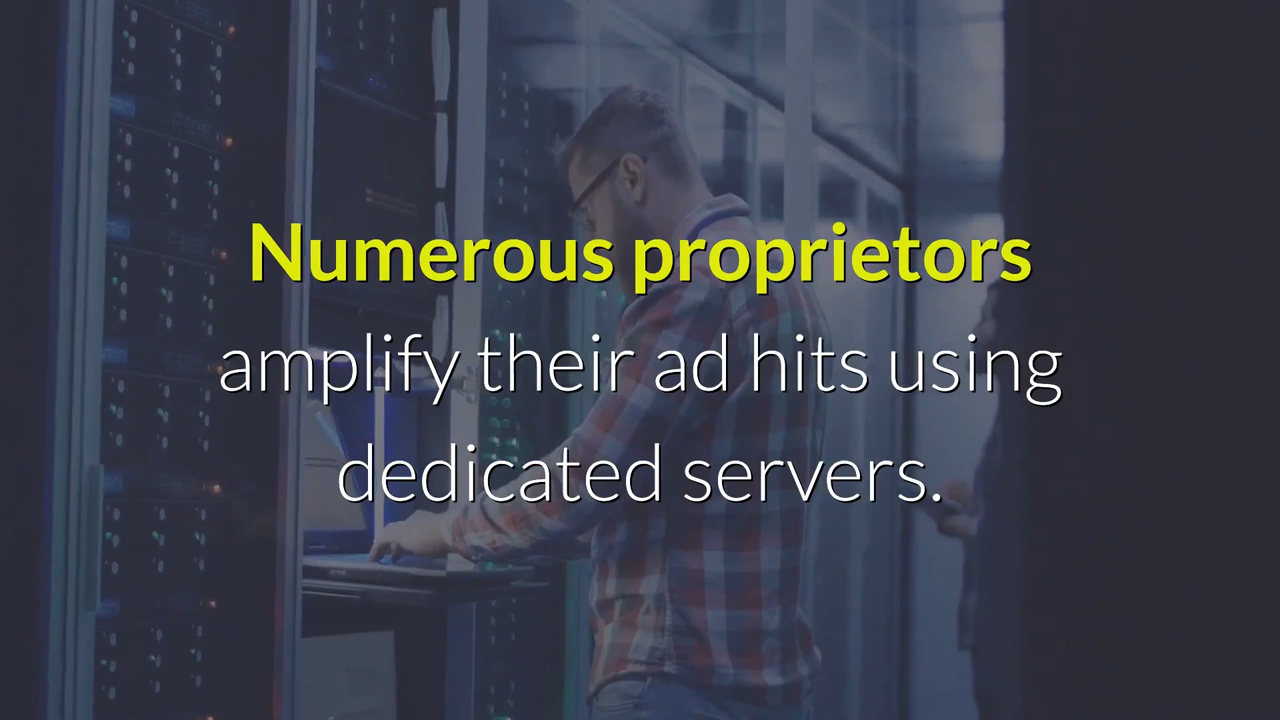 Numerous proprietors
amplify their ad hits using
dedicated servers.